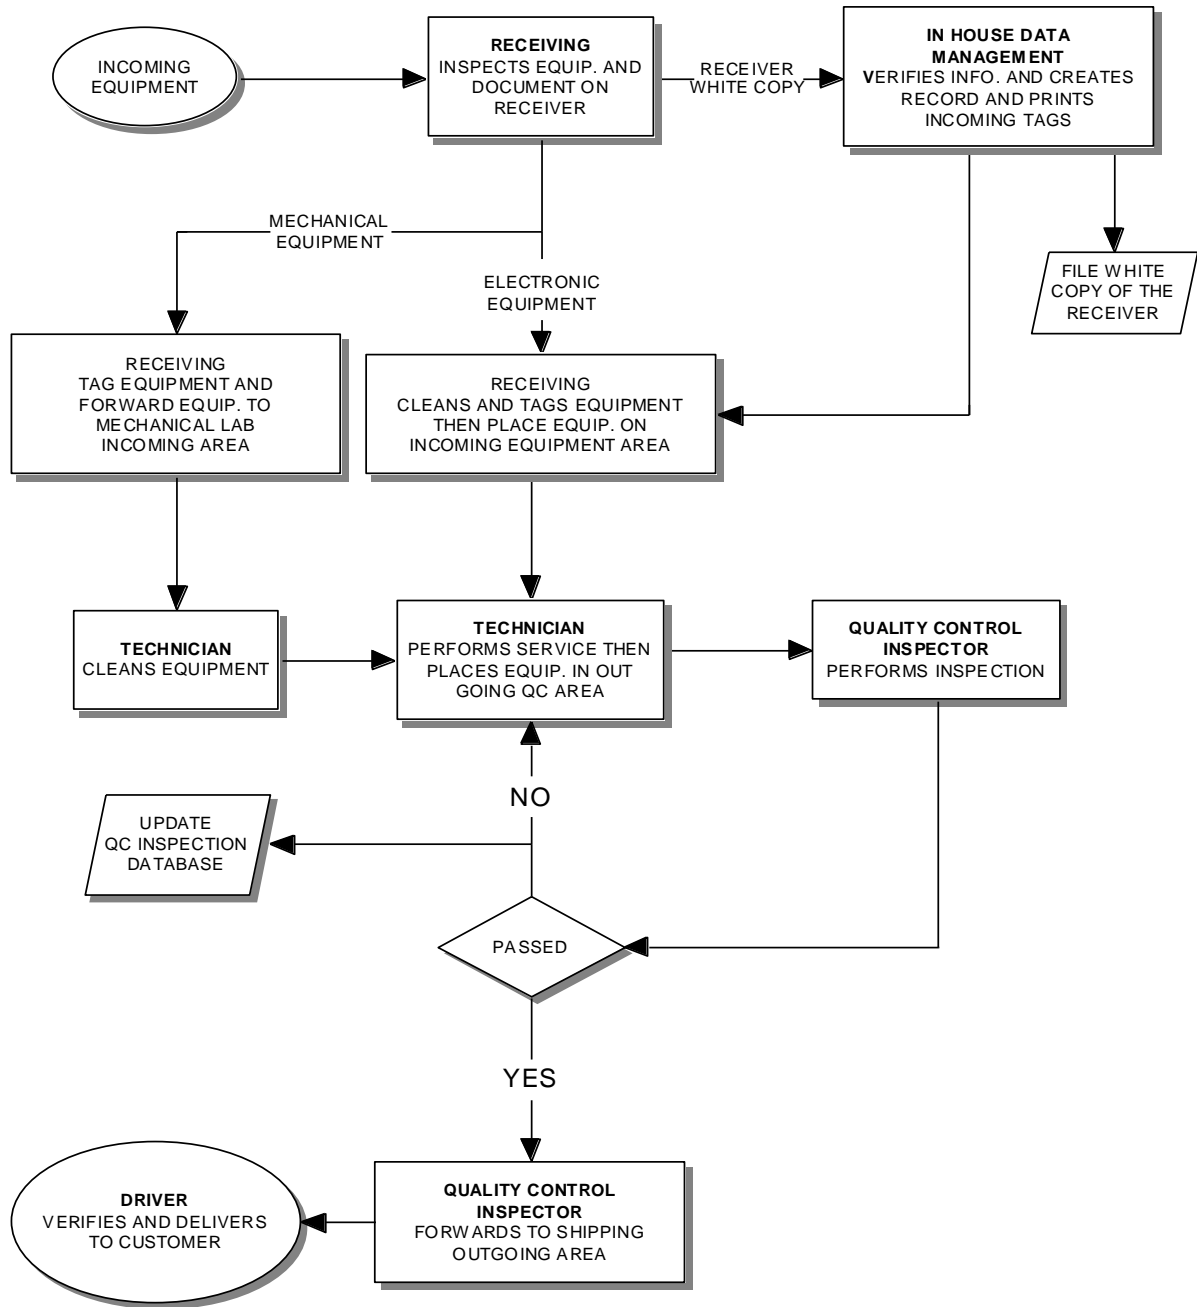 INCOMING
EQUIPMENT
RECEIVING
INSPECTS EQUIP. AND
DOCUMENT ON
RECEIVER
RECEIVER
WHITE COPY
IN HOUSE DATA
MANAGEMENT
VERIFIES INFO. AND CREATES
RECORD AND PRINTS
INCOMING TAGS
MECHANICAL
EQUIPMENT
ELECTRONIC
EQUIPMENT
FILE WHITE
COPY OF THE
RECEIVER
RECEIVING
TAG EQUIPMENT AND
FORWARD EQUIP. TO
MECHANICAL LAB
INCOMING AREA
RECEIVING
CLEANS AND TAGS EQUIPMENT
THEN PLACE EQUIP. ON
INCOMING EQUIPMENT AREA
TECHNICIAN
CLEANS EQUIPMENT
TECHNICIAN
PERFORMS SERVICE THEN
PLACES EQUIP. IN OUT
GOING QC AREA
QUALITY CONTROL
INSPECTOR
PERFORMS INSPECTION
NO
UPDATE
QC INSPECTION
DATABASE
PASSED
YES
DRIVER
VERIFIES AND DELIVERS
TO CUSTOMER
QUALITY CONTROL
INSPECTOR
FORWARDS TO SHIPPING
OUTGOING AREA